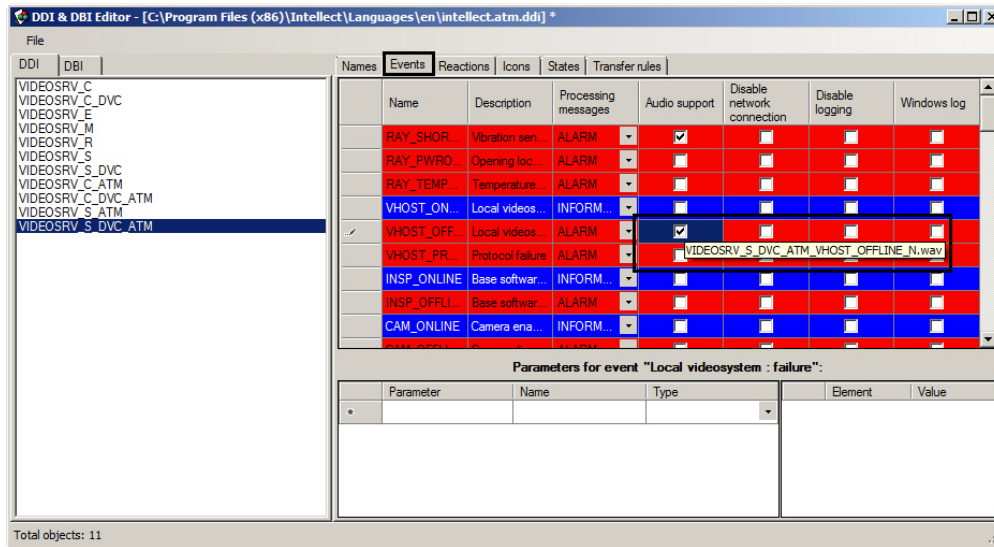 DDI & DBI Editor - [C:\Program Files (x86)\Intellect\Languages\en\intellect.atm.ddi] *
File
DDI DBI
VIDEOSRV_C
VIDEOSRV_C_DVC
VIDEOSRV_E
VIDEOSRV_M
VIDEOSRV_R
VIDEOSRV_S
VIDEOSRV_S_DVC
VIDEOSRV_C_ATM
VIDEOSRV_C_DVC_ATM
VIDEOSRV_S_ATM
VIDEOSRV_S_DVC_ATM
Names Events Reactions Icons States Transfer rules
Name Description Processing messages Audio support Disable network connection Disable logging Windows log
RAY_SHOR... Vibration sen... ALARM
RAY_PWRO... Opening loc... ALARM
RAY_TEMP... Temperature... ALARM
VHOST_ON... Local videos... INFORM...
VHOST_OFF... Local videos... ALARM
VIDEOSRV_S_DVC_ATM_VHOST_OFFLINE_N.wav
VHOST_PR... Protocol failure ALARM
INSP_ONLINE Base softwar... INFORM...
INSP_OFFLI... Base softwar... ALARM
CAM_ONLINE Camera ena... INFORM...
Parameters for event "Local videosystem : failure":
Parameter Name Type Element Value
*
Total objects: 11